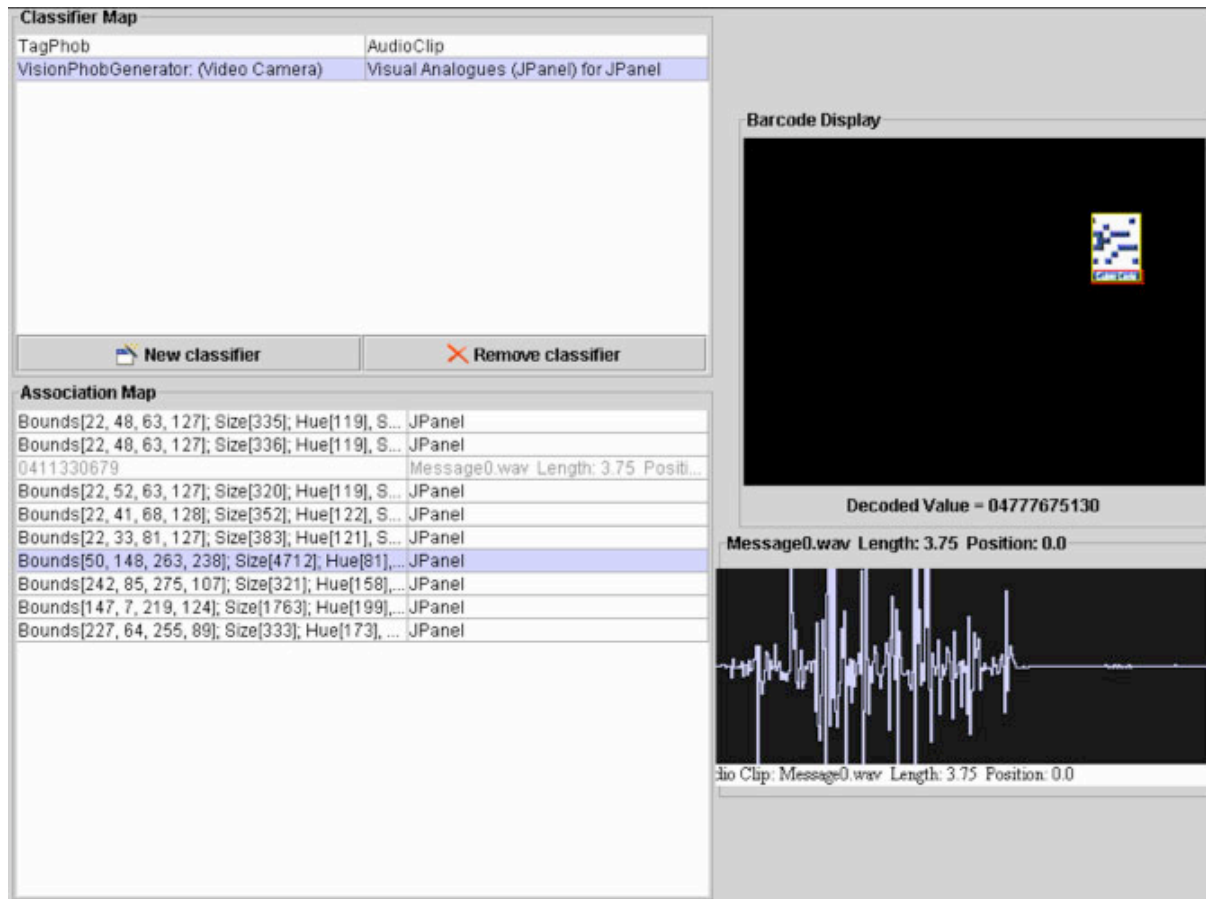 Classifier Map
TagPhob AudioClip
VisionPhobGenerator: (Video Camera) Visual Analogues (JPanel) for JPanel
New classifier Remove classifier
Association Map
Bounds[22, 48, 63, 127]; Size[335]; Hue[119], S... JPanel
Bounds[22, 48, 63, 127]; Size[336]; Hue[119], S... JPanel
0411330679 Message0.wav Length: 3.75 Positi...
Bounds[22, 52, 63, 127]; Size[320]; Hue[119], S... JPanel
Bounds[22, 41, 68, 128]; Size[352]; Hue[122], S... JPanel
Bounds[22, 33, 81, 127]; Size[383]; Hue[121], S... JPanel
Bounds[50, 148, 263, 238]; Size[4712]; Hue[81],... JPanel
Bounds[242, 85, 275, 107]; Size[321]; Hue[158],... JPanel
Bounds[147, 7, 219, 124]; Size[1763]; Hue[199],... JPanel
Bounds[227, 64, 255, 89]; Size[333]; Hue[173], ... JPanel
Barcode Display
Decoded Value = 04777675130
Message0.wav Length: 3.75 Position: 0.0
dio Clip: Message0.wav Length: 3.75 Position: 0.0